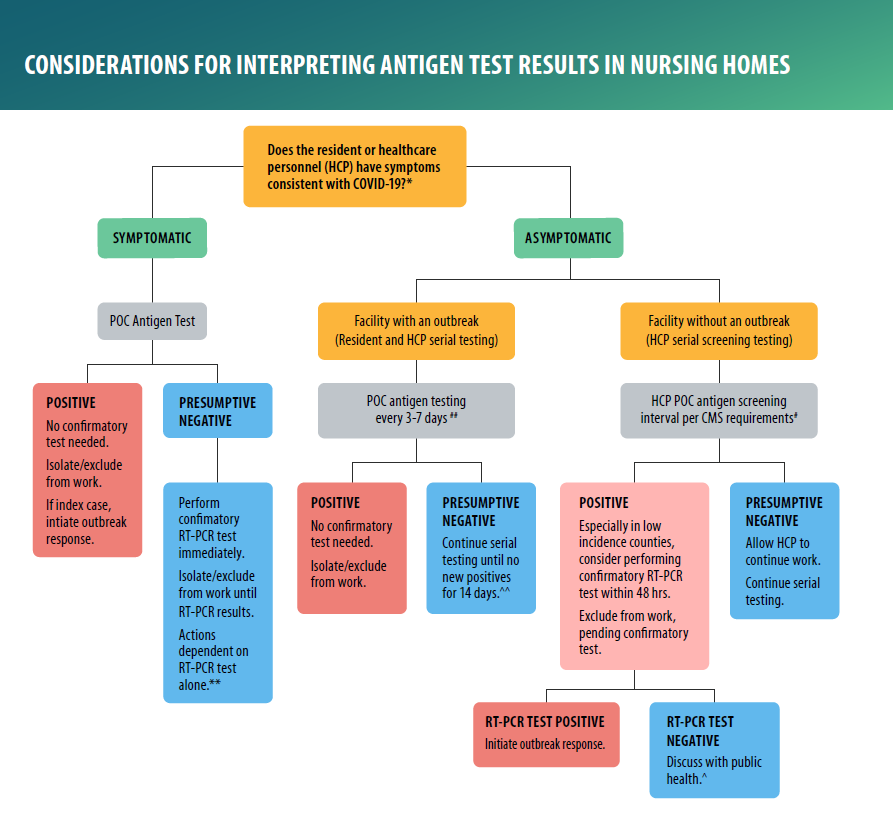 CONSIDERATIONS FOR INTERPRETING ANTIGEN TEST RESULTS IN NURSING HOMES
Does the resident or healthcare
personnel (HCP) have symptoms
consistent with COVID-19?*
SYMPTOMATIC
ASYMPTOMATIC
POC Antigen Test
Facility with an outbreak
(Resident and HCP serial testing)
Facility without an outbreak
(HCP serial screening testing)
POSITIVE
No confirmatory
test needed.
Isolate/exclude
from work.
If index case,
intiate outbreak
response.
PRESUMPTIVE
NEGATIVE
Perform
confimatory
RT-PCR test
immediately.
Isolate/exclude
from work until
RT-PCR results.
Actions
dependent on
RT-PCR test
alone.**
POC antigen testing
every 3-7 days ##
HCP POC antigen screening
interval per CMS requirements#
POSITIVE
No confirmatory
test needed.
Isolate/exclude
from work.
PRESUMPTIVE
NEGATIVE
Continue serial
testing until no
new positives
for 14 days.^^
POSITIVE
Especially in low
incidence counties,
consider performing
confirmatory RT-PCR
test within 48 hrs.
Exclude from work,
pending confirmatory
test.
PRESUMPTIVE
NEGATIVE
Allow HCP to
continue work.
Continue serial
testing.
RT-PCR TEST POSITIVE
Initiate outbreak response.
RT-PCR TEST
NEGATIVE
Discuss with public
health.^